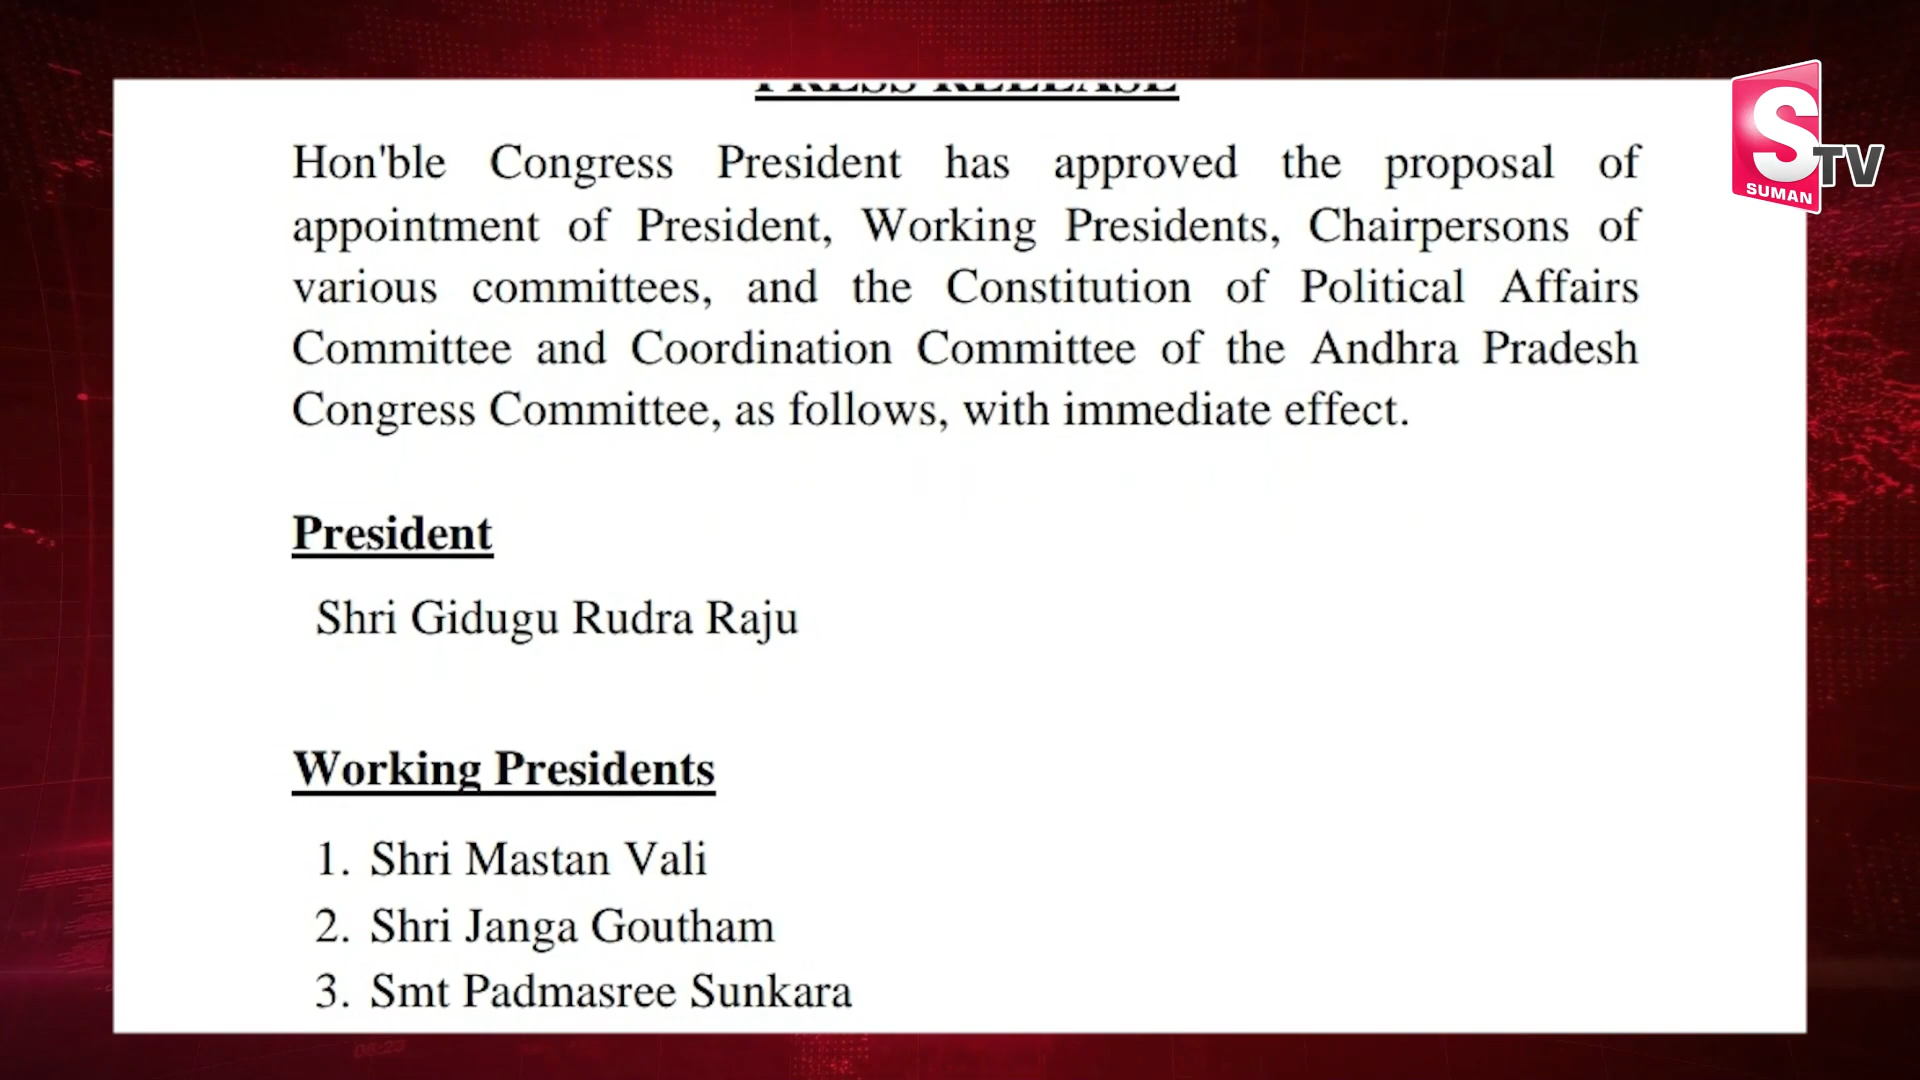 PRESS RELEASE
Hon'ble Congress President has approved the proposal of
appointment of President, Working Presidents, Chairpersons of
various committees, and the Constitution of Political Affairs
Committee and Coordination Committee of the Andhra Pradesh
Congress Committee, as follows, with immediate effect.
President
Shri Gidugu Rudra Raju
Working Presidents
1. Shri Mastan Vali
2. Shri Janga Goutham
3. Smt Padmasree Sunkara
S TV
SUMAN